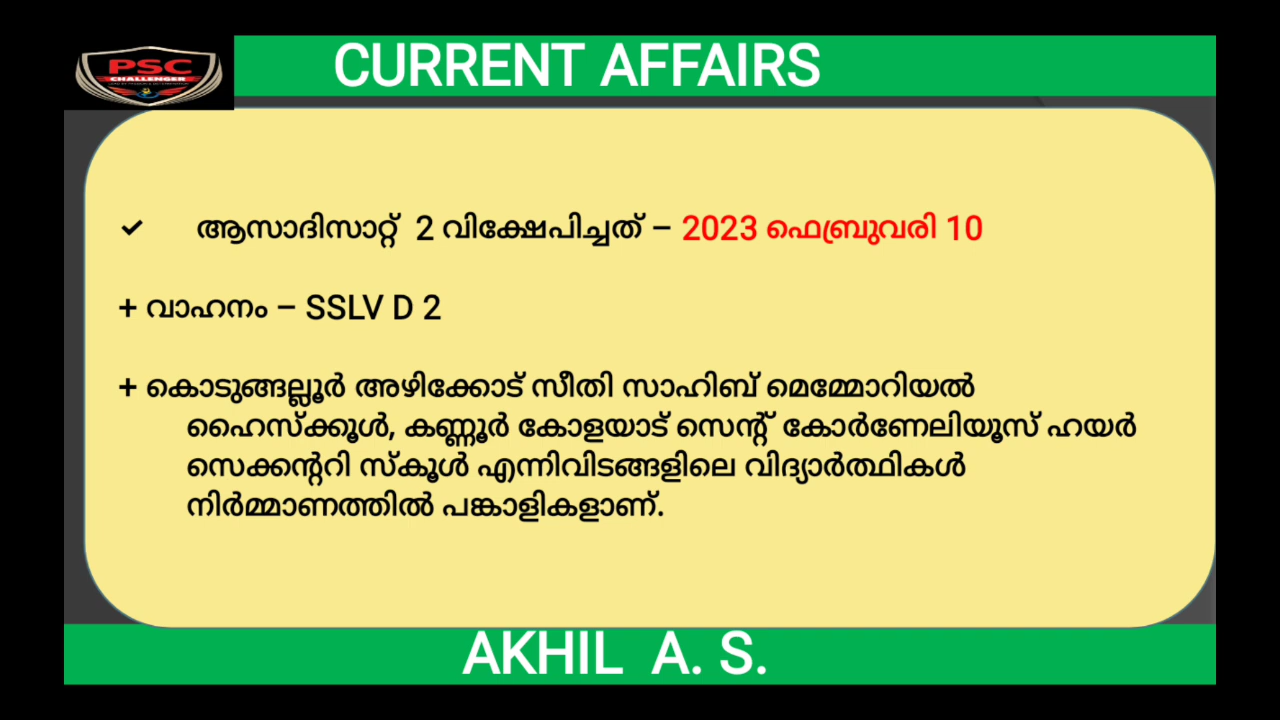 PSC
CHALLENGER
CURRENT AFFAIRS
✓ ആസാദിസാറ്റ് 2 വിക്ഷേപിച്ചത് – 2023 ഫെബ്രുവരി 10
+ വാഹനം – SSLV D 2
+ കൊടുങ്ങല്ലൂർ അഴിക്കോട് സീതി സാഹിബ് മെമ്മോറിയൽ
ഹൈസ്ക്കൂൾ, കണ്ണൂർ കോളയാട് സെന്റ് കോർണേലിയൂസ് ഹയർ
സെക്കന്ററി സ്കൂൾ എന്നിവിടങ്ങളിലെ വിദ്യാർത്ഥികൾ
നിർമ്മാണത്തിൽ പങ്കാളികളാണ്.
AKHIL A. S.